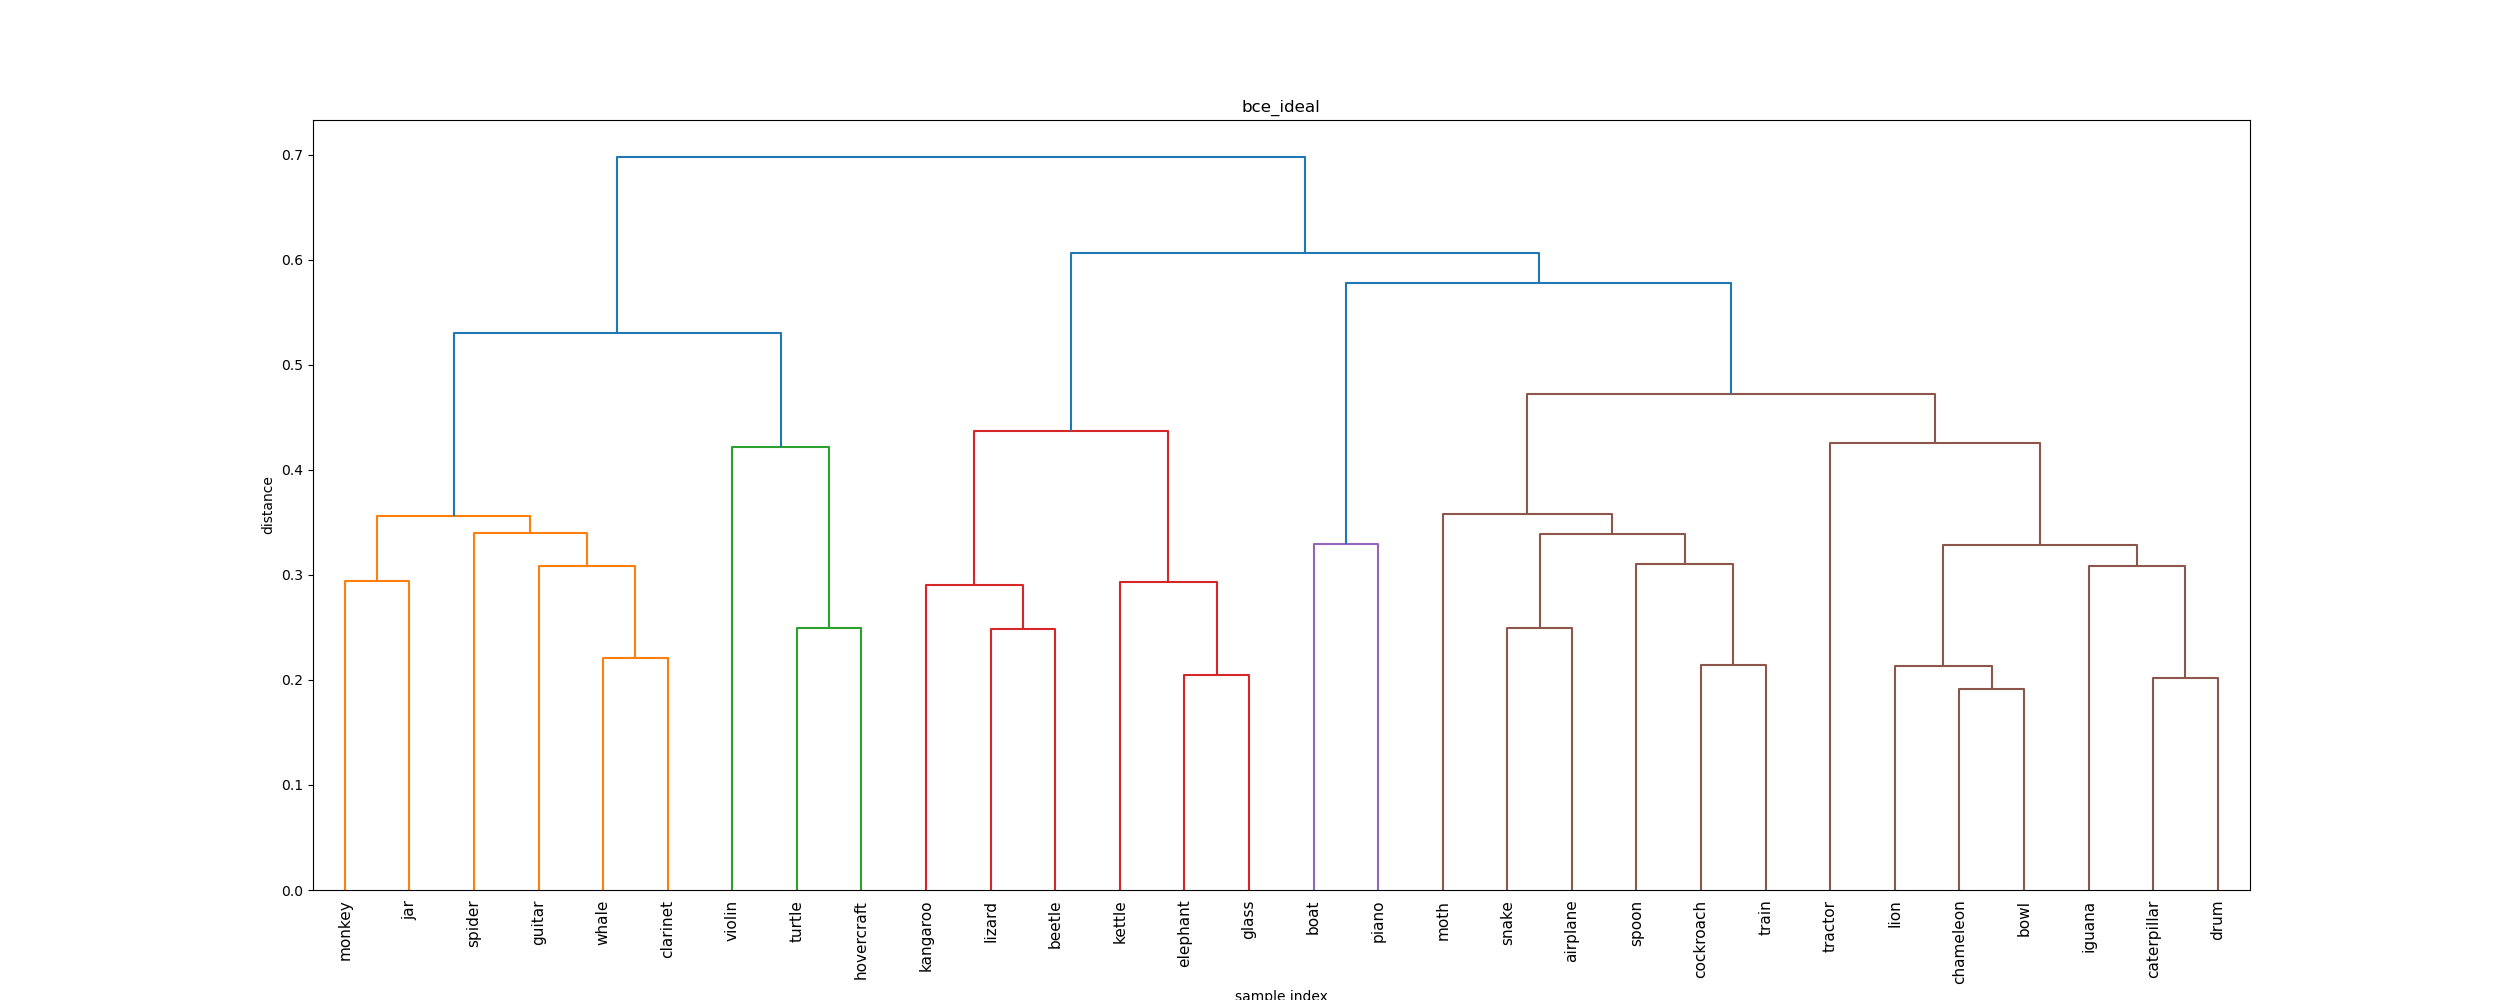 bce_ideal
0.7
0.6
0.5
0.4
0.3
0.2
0.1
0.0
distance
monkey
jar
spider
guitar
whale
clarinet
violin
turtle
hovercraft
kangaroo
lizard
beetle
kettle
elephant
glass
boat
piano
moth
snake
airplane
spoon
cockroach
train
tractor
lion
chameleon
bowl
iguana
caterpillar
drum
sample index